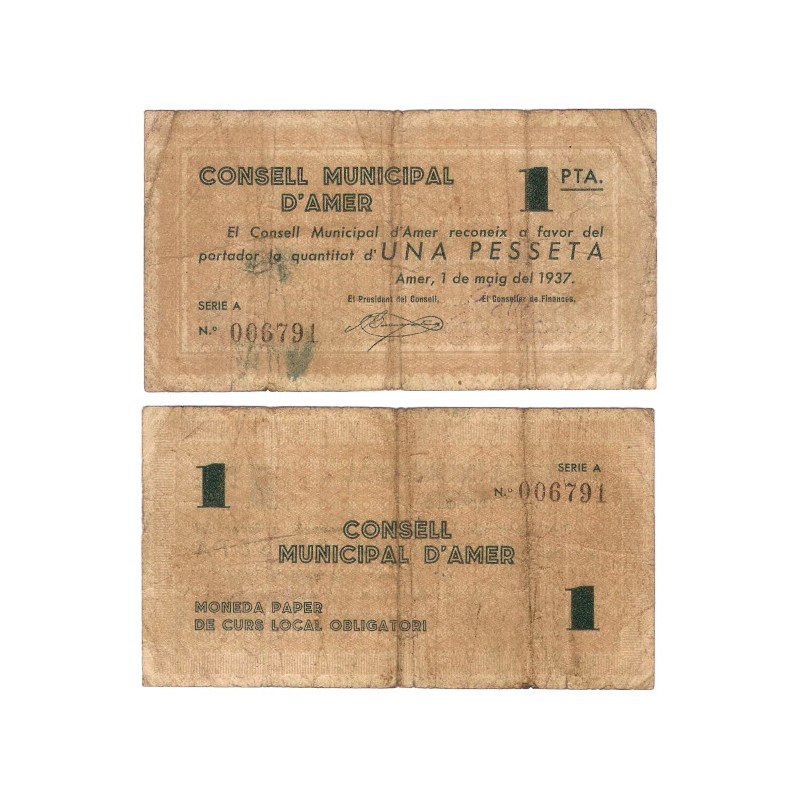 CONSELL MUNICIPAL
D'AMER
1 PTA.
El Consell Municipal d'Amer reconeix a favor del
portador la quantitat d'UNA PESSETA
Amer, 1 de maig del 1937.
El President del Consell,
El Conseller de Finances,
SERIE A
N.º 006791
1
SERIE A
N.º 006791
CONSELL
MUNICIPAL D'AMER
MONEDA PAPER
DE CURS LOCAL OBLIGATORI
1